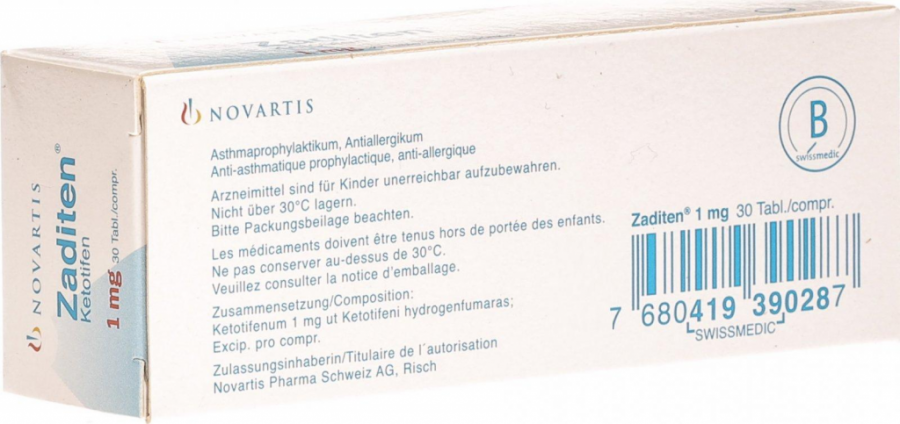 Zaditen
1 mg
NOVARTIS
Zaditen®
Ketotifen
1 mg 30 Tabl./compr.
NOVARTIS
Asthmaprophylaktikum, Antiallergikum
Anti-asthmatique prophylactique, anti-allergique
Arzneimittel sind für Kinder unerreichbar aufzubewahren.
Nicht über 30°C lagern.
Bitte Packungsbeilage beachten.
Les médicaments doivent être tenus hors de portée des enfants.
Ne pas conserver au-dessus de 30°C.
Veuillez consulter la notice d'emballage.
Zusammensetzung/Composition:
Ketotifenum 1 mg ut Ketotifeni hydrogenfumaras;
Excip. pro compr.
Zulassungsinhaberin/Titulaire de l´autorisation
Novartis Pharma Schweiz AG, Risch
B
swissmedic
Zaditen® 1 mg 30 Tabl./compr.
7 680419 390287
SWISSMEDIC